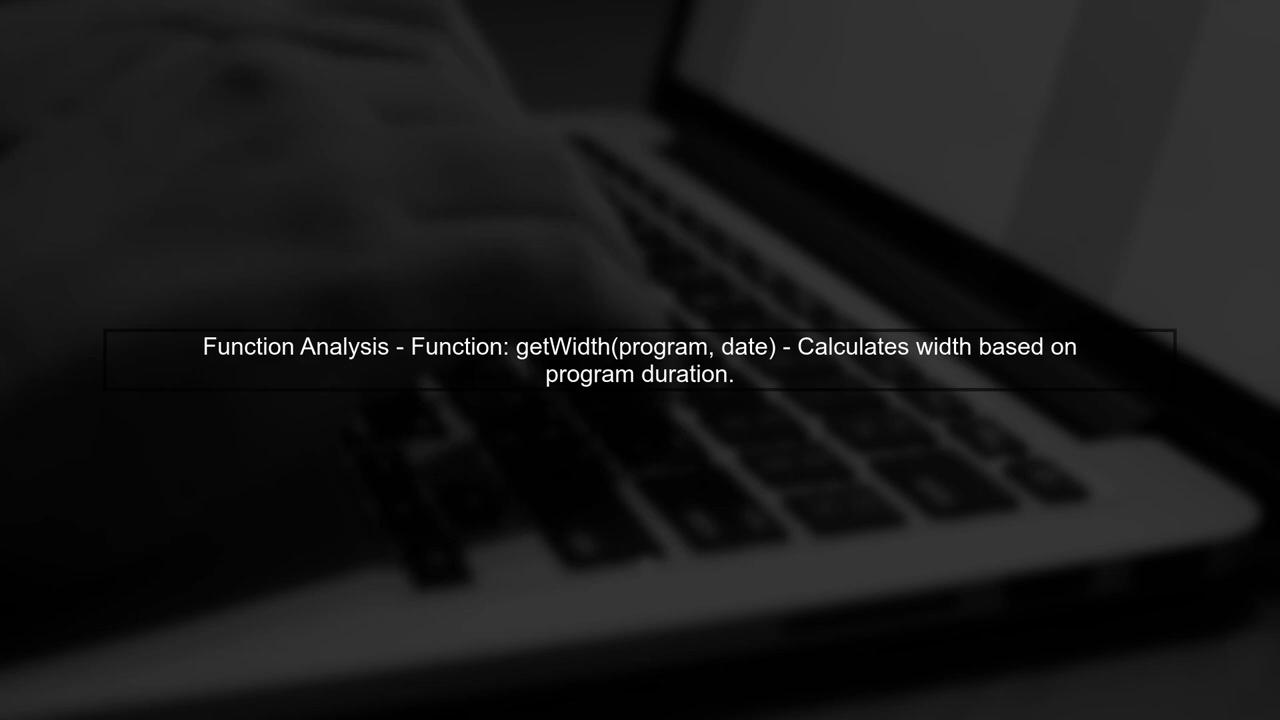 Function Analysis - Function: getWidth(program, date) - Calculates width based on
program duration.